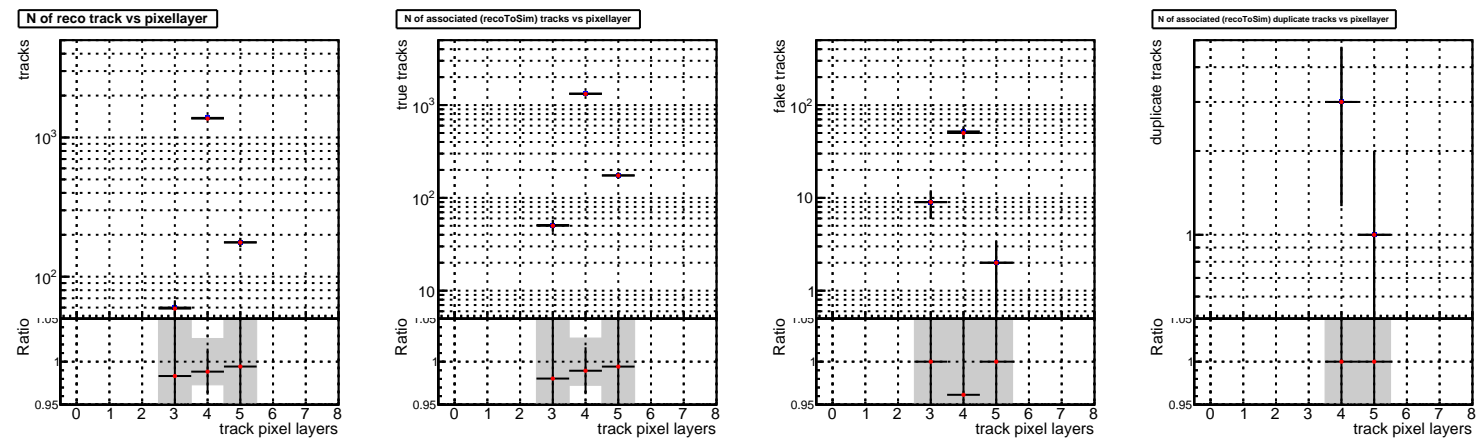 N of reco track vs pixellayer
tracks
10³
10²
1.05
Ratio
1
0.95
0 1 2 3 4 5 6 7 8
track pixel layers
N of associated (recoToSim) tracks vs pixellayer
true tracks
10³
10²
10
1.05
Ratio
1
0.95
0 1 2 3 4 5 6 7 8
track pixel layers
fake tracks
10²
10
1
1.05
Ratio
1
0.95
0 1 2 3 4 5 6 7 8
track pixel layers
N of associated (recoToSim) duplicate tracks vs pixellayer
duplicate tracks
1
1.05
Ratio
1
0.95
0 1 2 3 4 5 6 7 8
track pixel layers